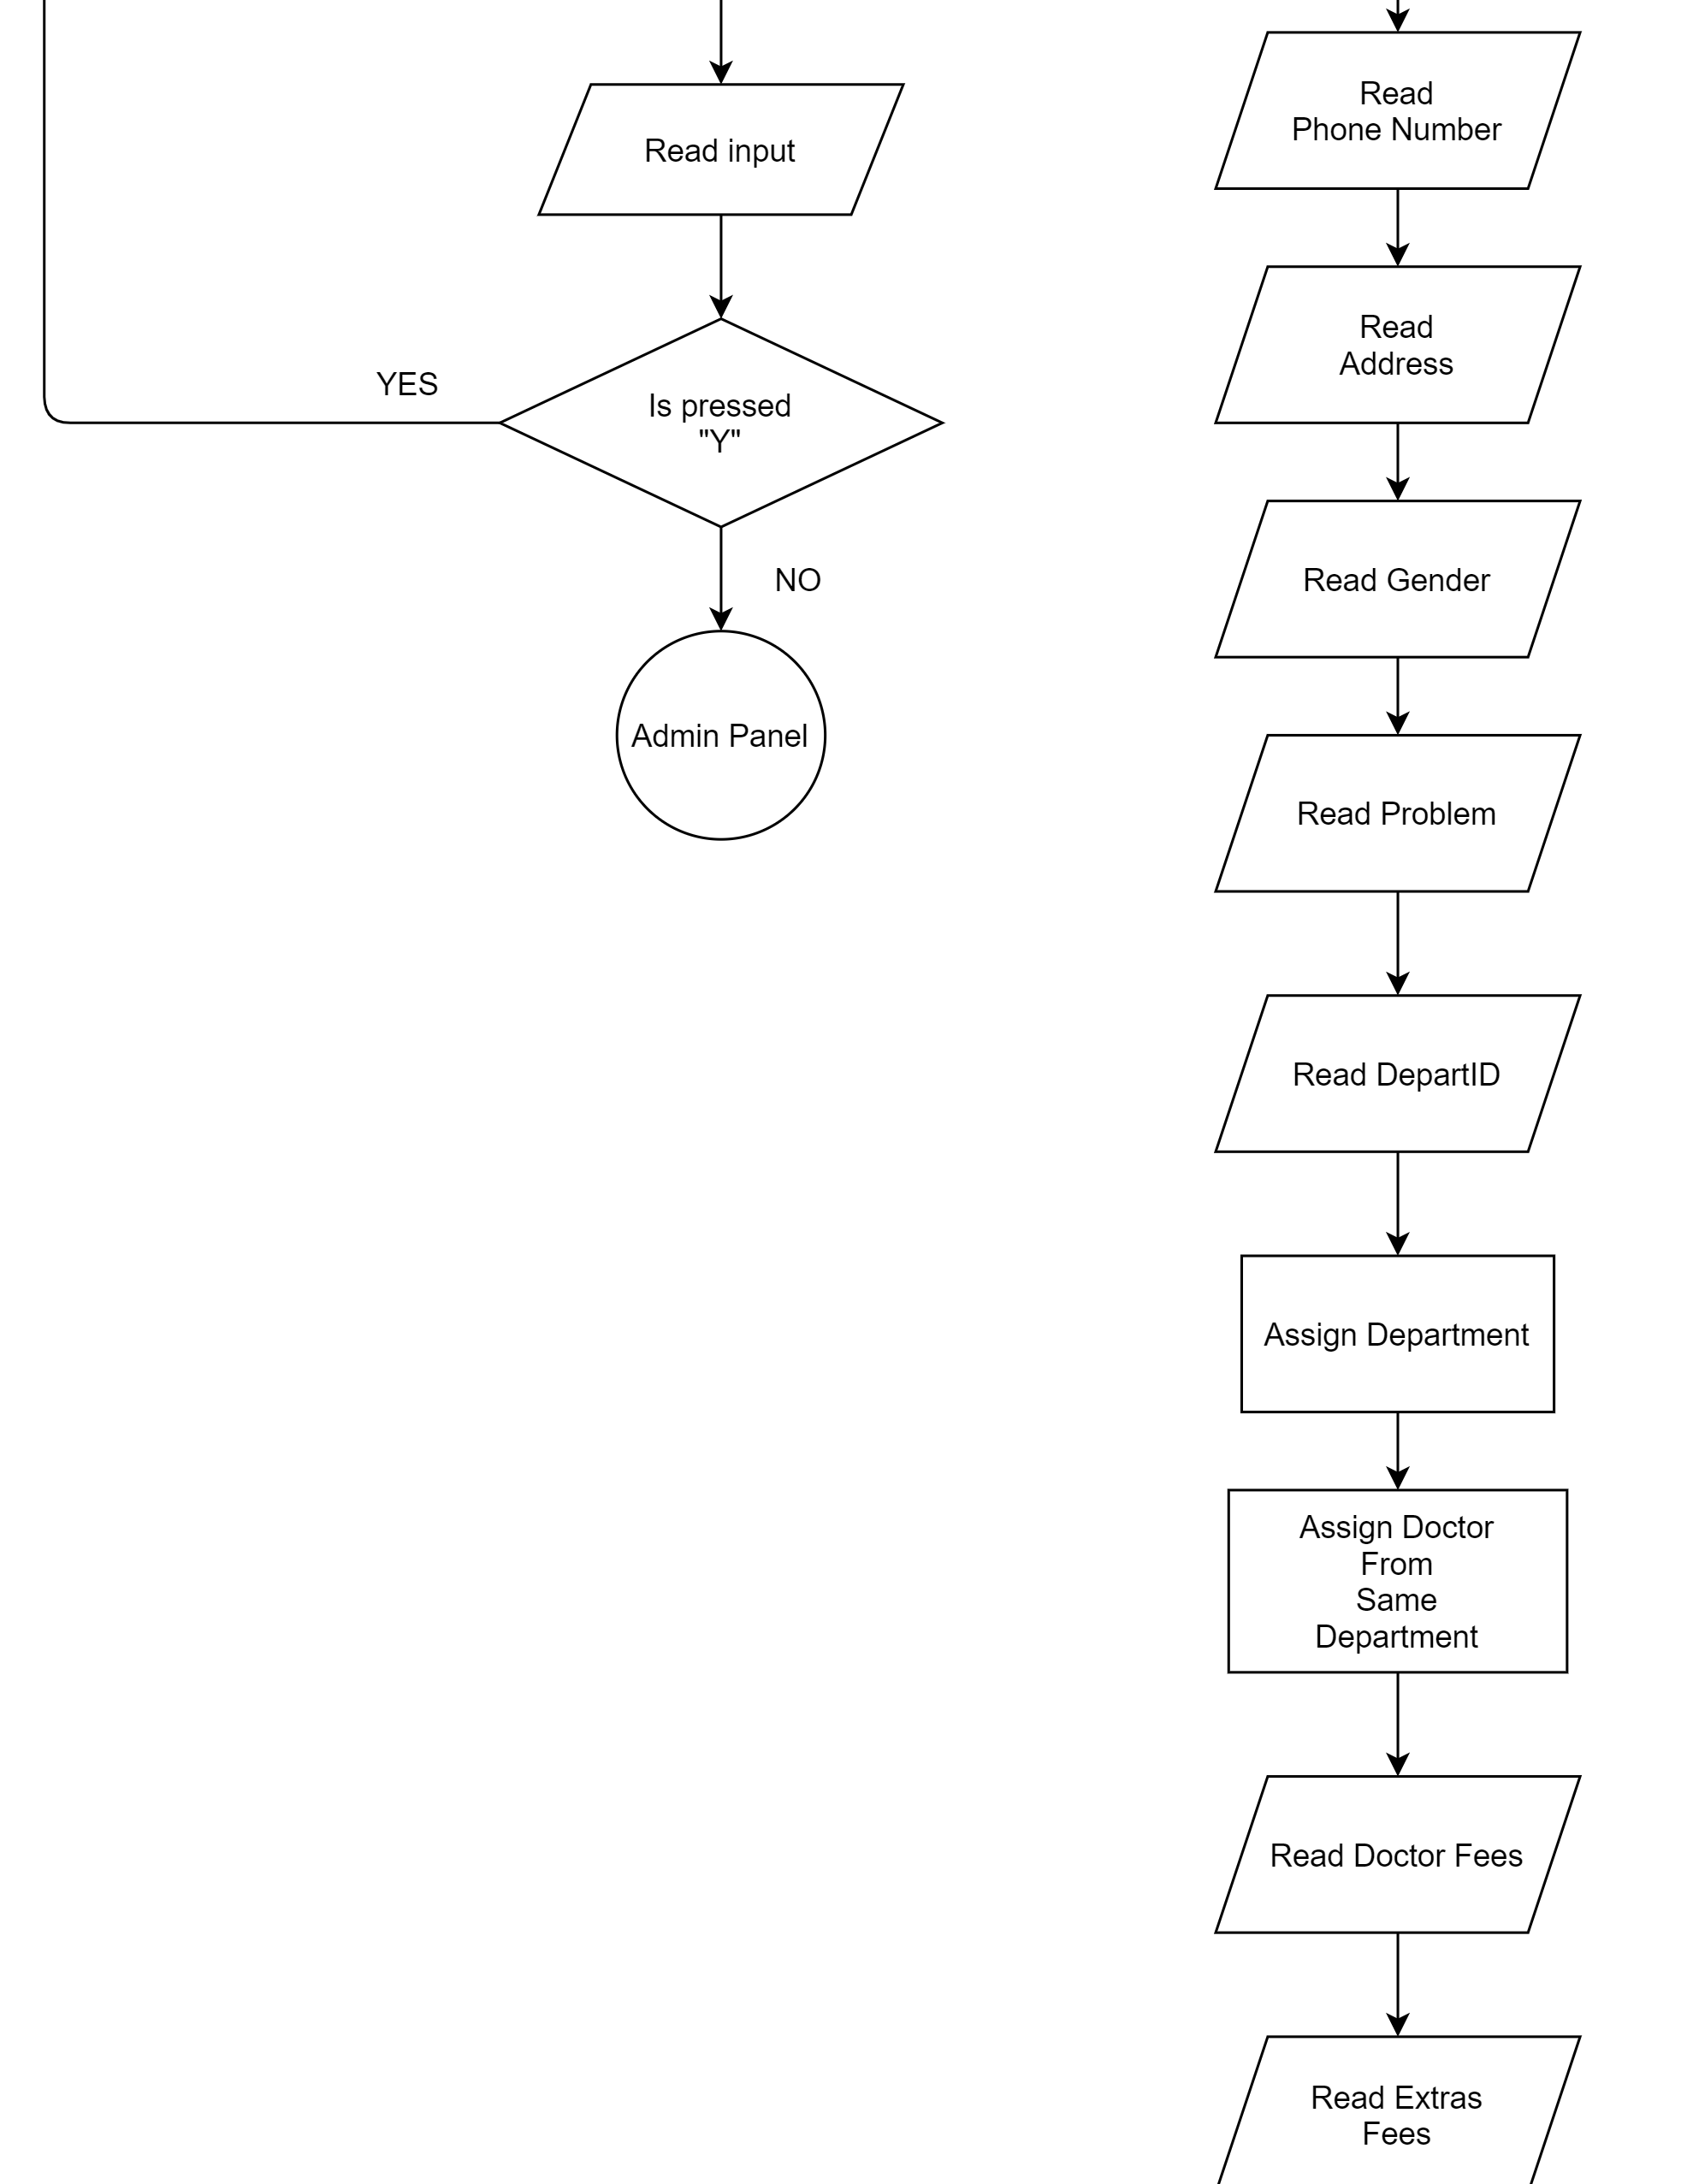 Read input
YES
Is pressed
"Y"
NO
Admin Panel
Read
Phone Number
Read
Address
Read Gender
Read Problem
Read DepartID
Assign Department
Assign Doctor
From
Same
Department
Read Doctor Fees
Read Extras
Fees